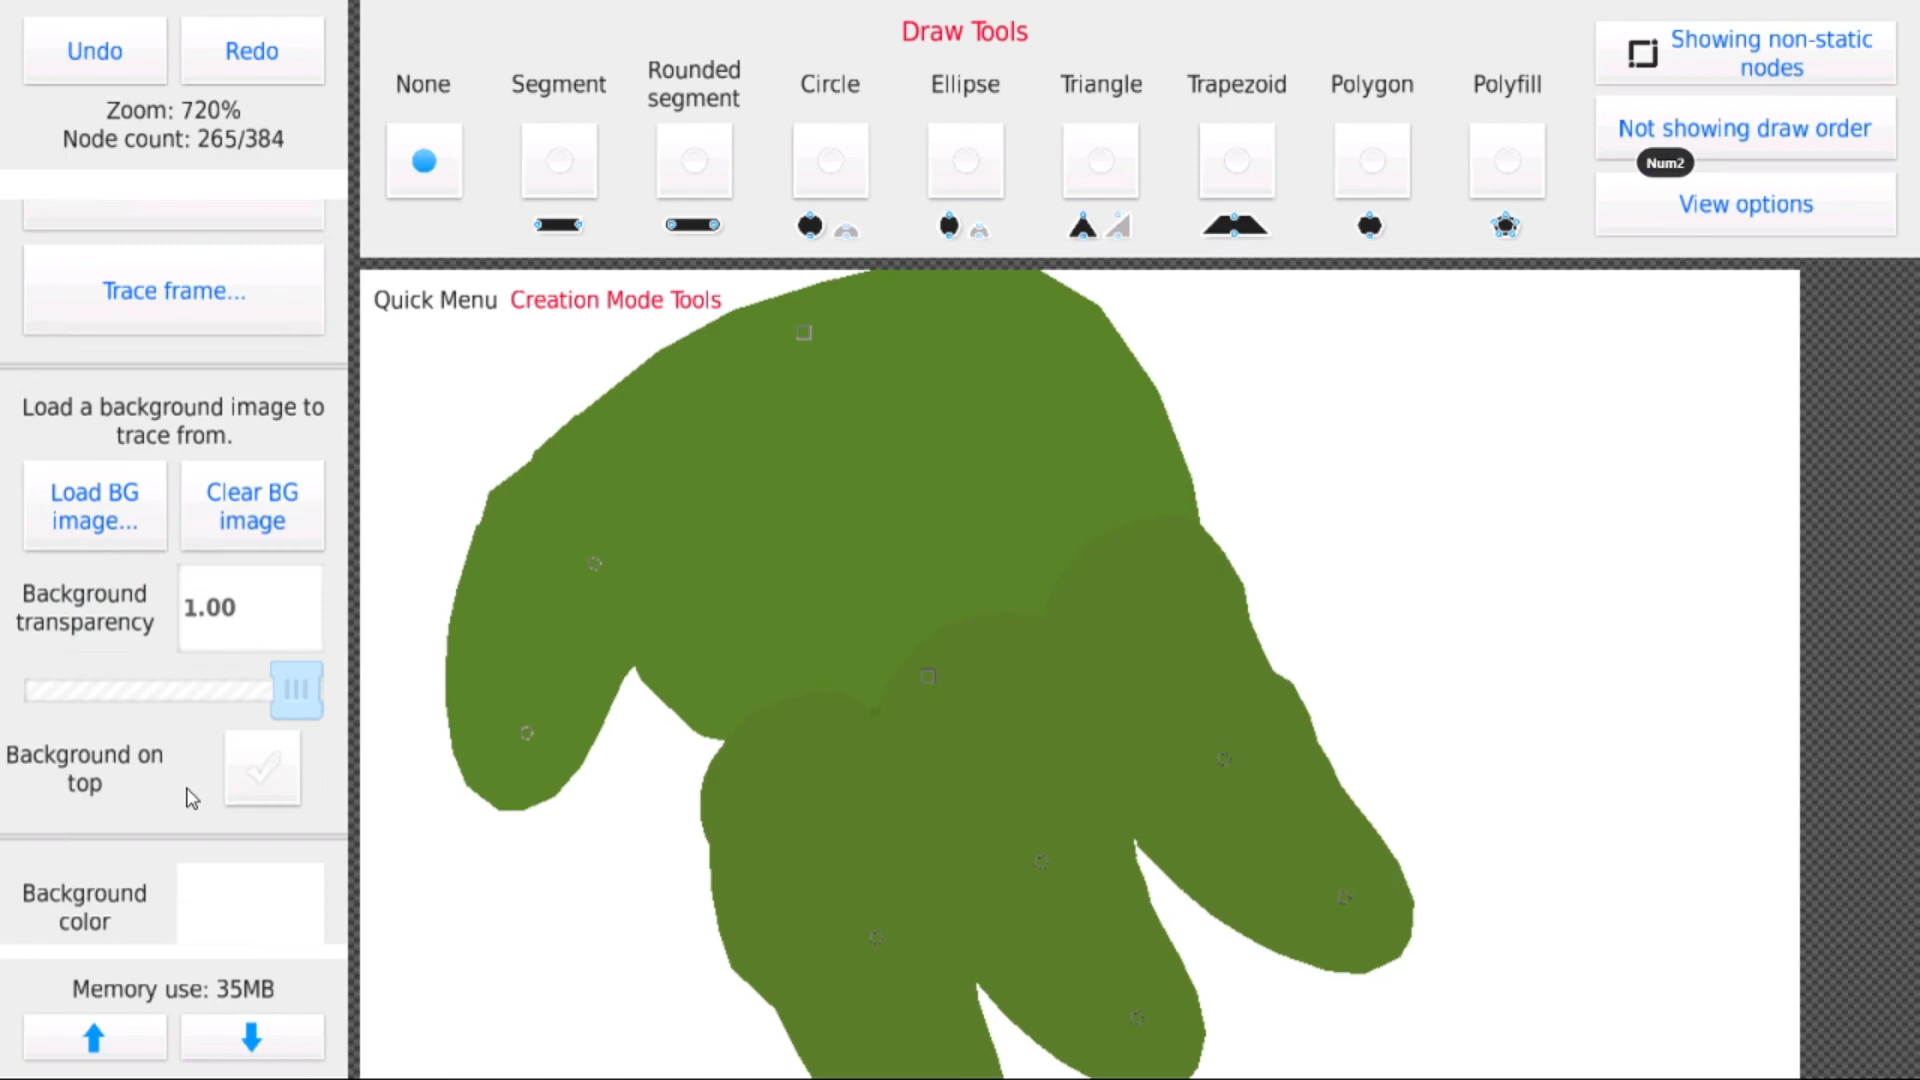 Undo
Redo
Zoom: 720%
Node count: 265/384
Trace frame...
Load a background image to
trace from.
Load BG
image...
Clear BG
image
Background
transparency
1.00
Background on
top
Background
color
Memory use: 35MB
Draw Tools
None
Segment
Rounded
segment
Circle
Ellipse
Triangle
Trapezoid
Polygon
Polyfill
Showing non-static
nodes
Not showing draw order
Num2
View options
Quick Menu Creation Mode Tools